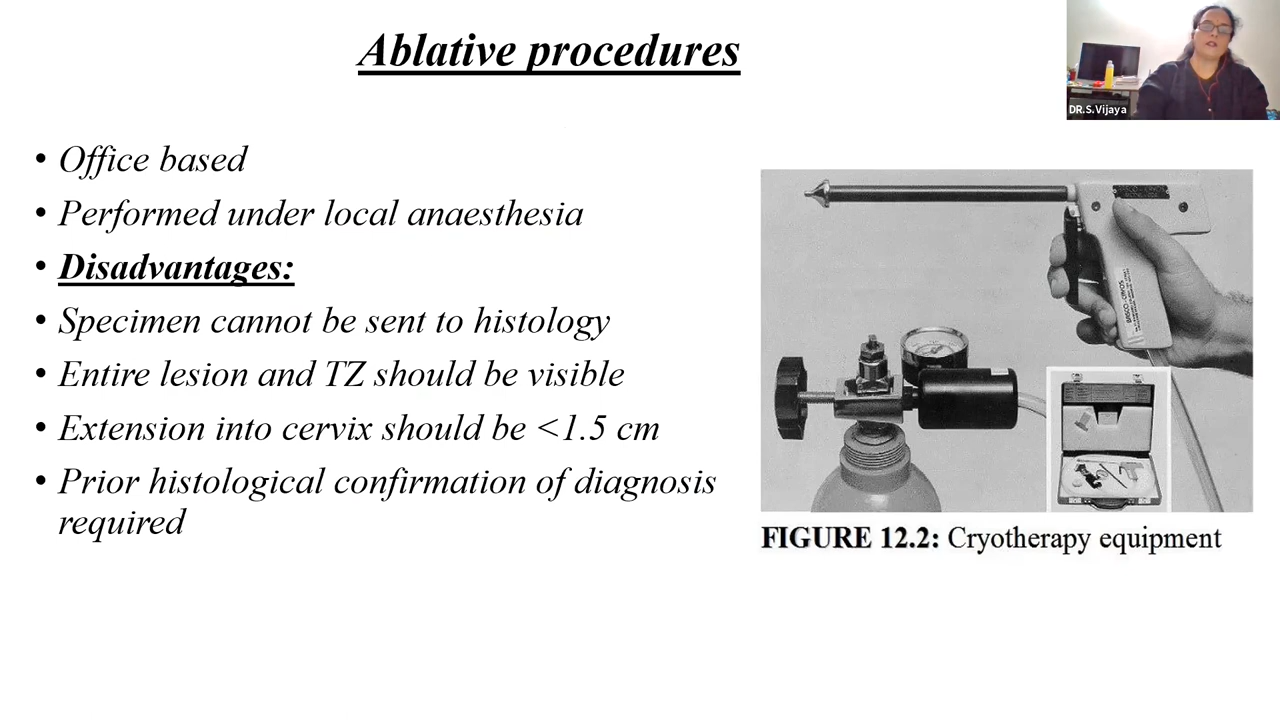 Ablative procedures
DR.S.Vijaya
• Office based
• Performed under local anaesthesia
• Disadvantages:
• Specimen cannot be sent to histology
• Entire lesion and TZ should be visible
• Extension into cervix should be <1.5 cm
• Prior histological confirmation of diagnosis
required
FIGURE 12.2: Cryotherapy equipment